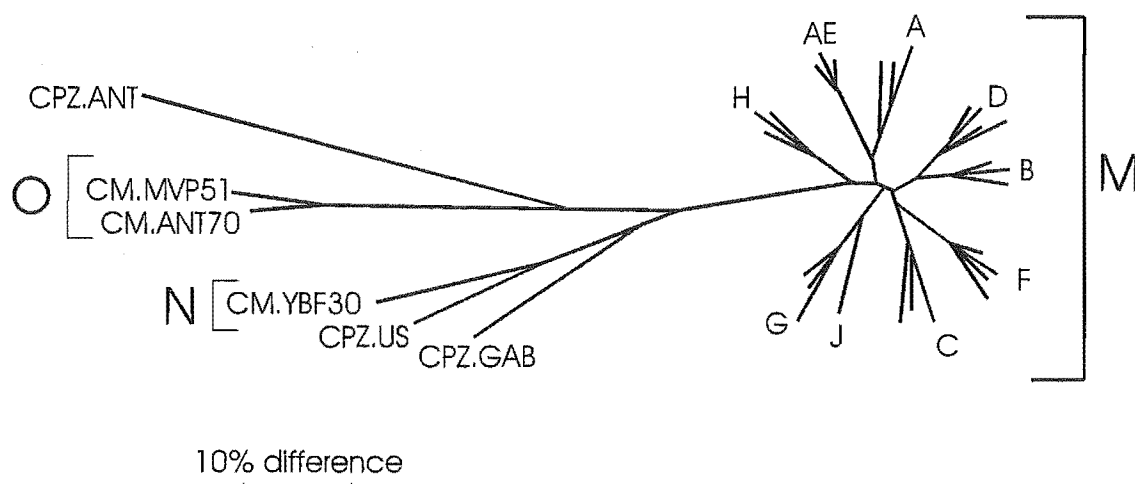 AE
A
CPZ.ANT
H
D
O
CM.MVP51
B
M
CM.ANT70
N
CM.YBF30
F
CPZ.US
G
J
C
CPZ.GAB
10% difference